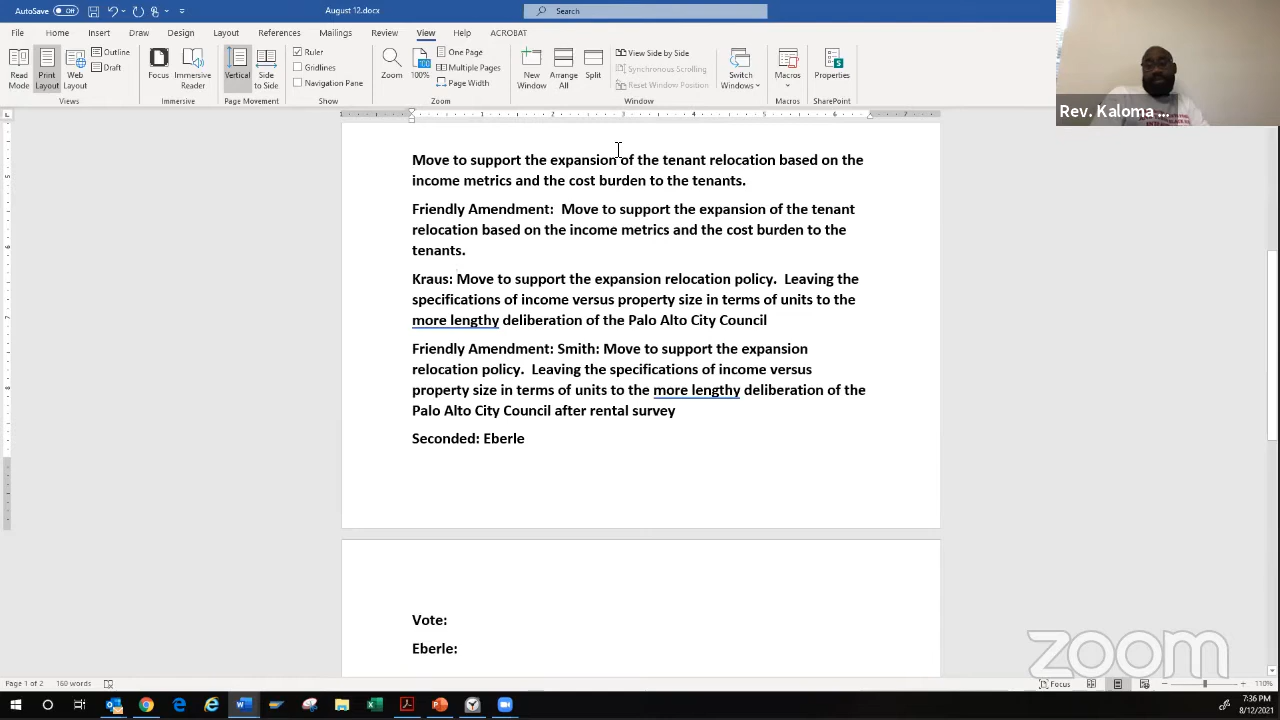 AutoSave
Off
August 12.docx
Search
File Home Insert Draw Design Layout References Mailings Review View Help ACROBAT
Read Mode
Print Layout
Web Layout
Outline
Draft
Views
Focus
Immersive Reader
Immersive
Vertical
Side to Side
Page Movement
Ruler
Gridlines
Navigation Pane
Show
Zoom
100%
One Page
Multiple Pages
Page Width
Zoom
New Window
Arrange All
Split
View Side by Side
Synchronous Scrolling
Reset Window Position
Window
Switch Windows
Macros
Macros
Properties
SharePoint
Rev. Kaloma ...
Move to support the expansion of the tenant relocation based on the
income metrics and the cost burden to the tenants.
Friendly Amendment:  Move to support the expansion of the tenant
relocation based on the income metrics and the cost burden to the
tenants.
Kraus: Move to support the expansion relocation policy.  Leaving the
specifications of income versus property size in terms of units to the
more lengthy deliberation of the Palo Alto City Council
Friendly Amendment: Smith: Move to support the expansion
relocation policy.  Leaving the specifications of income versus
property size in terms of units to the more lengthy deliberation of the
Palo Alto City Council after rental survey
Seconded: Eberle
Vote:
Eberle:
zoom
Page 1 of 2 160 words
Focus
110%
7:36 PM
8/12/2021